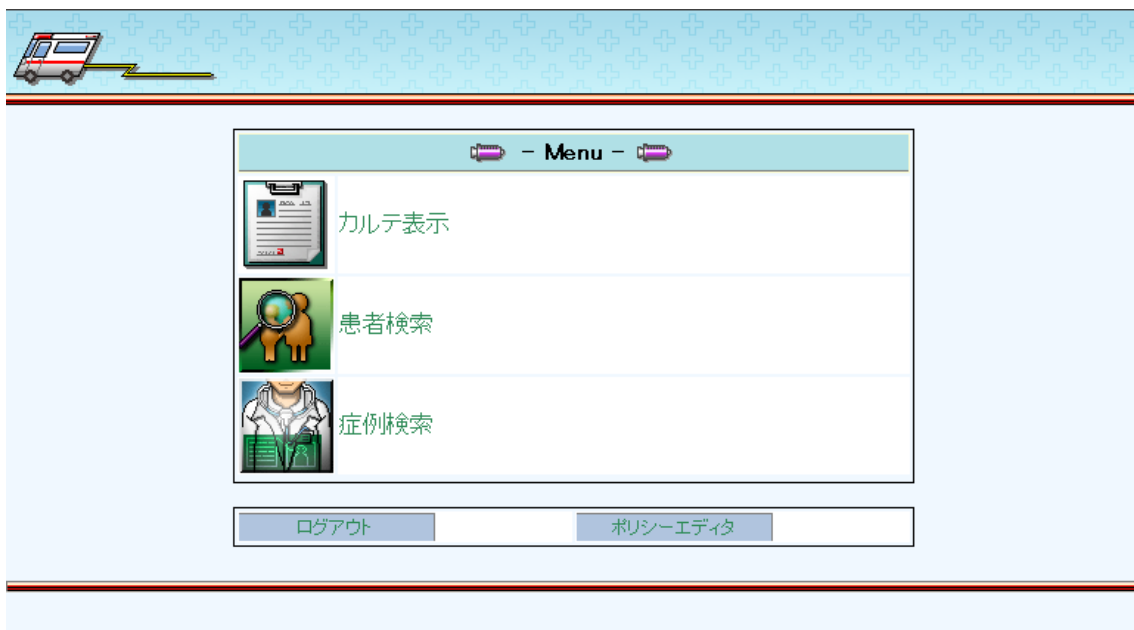 - Menu -
カルテ表示
患者検索
症例検索
ログアウト
ポリシーエディタ